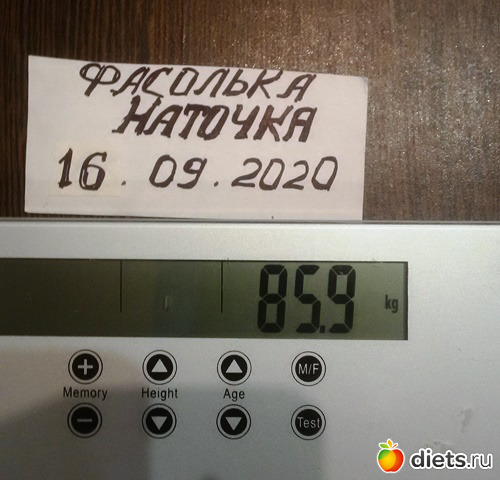 ФАСОЛЬКА
НАТОЧКА
16.09.2020
85.9 kg
M/F
Memory Height Age
Test
diets.ru